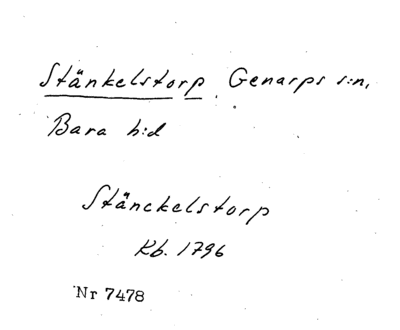 Stänkelstorp. Genarps s:n,
Bara h:d
Stänckelstorp
Kb. 1796
Nr 7478